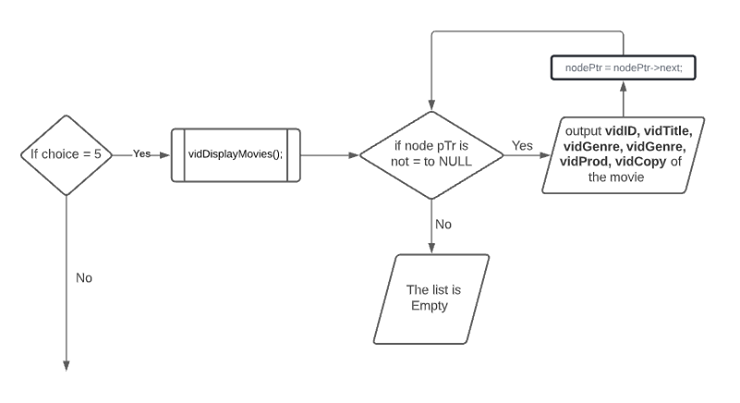 nodePtr = nodePtr->next;
If choice = 5
Yes
vidDisplayMovies();
if node pTr is
not = to NULL
Yes
output vidID, vidTitle,
vidGenre, vidGenre,
vidProd, vidCopy of
the movie
No
No
The list is
Empty